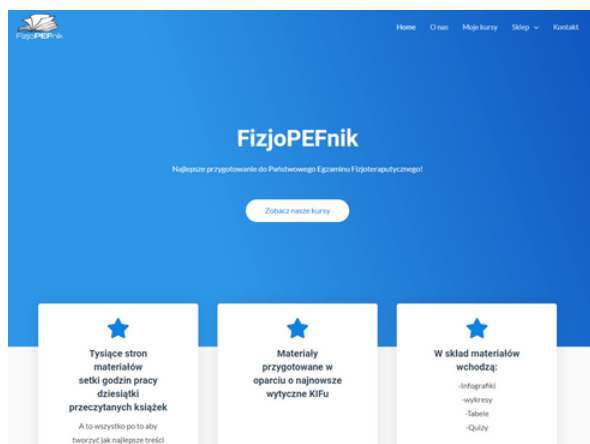 FizjoPEFnik
Home O nas Moje kursy Sklep Kontakt
FizjoPEFnik
Najlepsze przygotowanie do Państwowego Egzaminu Fizjoteraputycznego!
Zobacz nasze kursy
Tysiące stron
materiałów
setki godzin pracy
dziesiątki
przeczytanych książek
A to wszystko po to aby
tworzyć jak najlepsze treści
Materiały
przygotowane w
oparciu o najnowsze
wytyczne KIFu
W skład materiałów
wchodzą:
-Infografiki
-wykresy
-Tabele
-Quizy